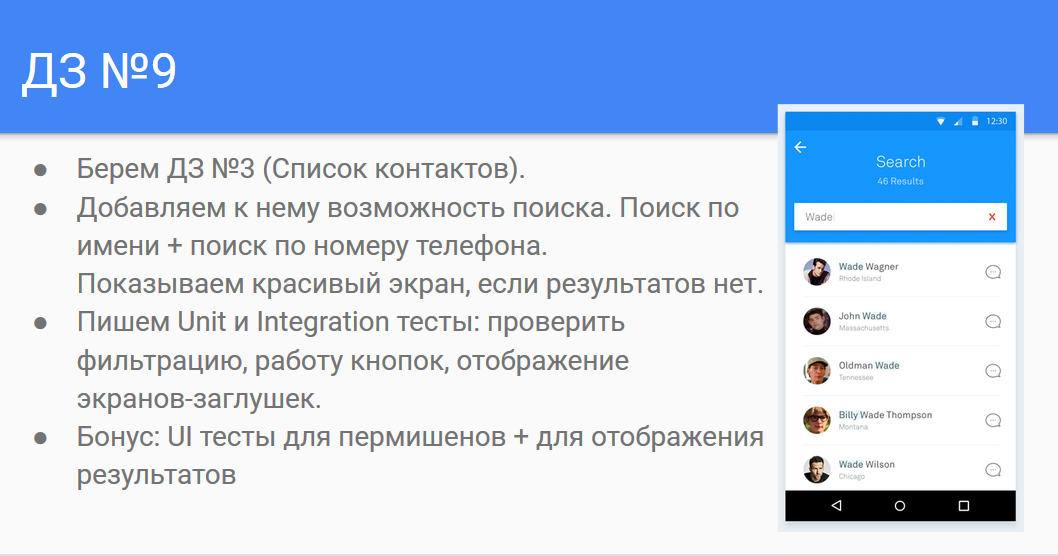 ДЗ №9
● Берем ДЗ №3 (Список контактов).
● Добавляем к нему возможность поиска. Поиск по
имени + поиск по номеру телефона.
Показываем красивый экран, если результатов нет.
● Пишем Unit и Integration тесты: проверить
фильтрацию, работу кнопок, отображение
экранов-заглушек.
● Бонус: UI тесты для пермишенов + для отображения
результатов
12:30
Search
46 Results
Wade
Wade Wagner
Rhode Island
John Wade
Massachusetts
Oldman Wade
Tennessee
Billy Wade Thompson
Montana
Wade Wilson
Chicago